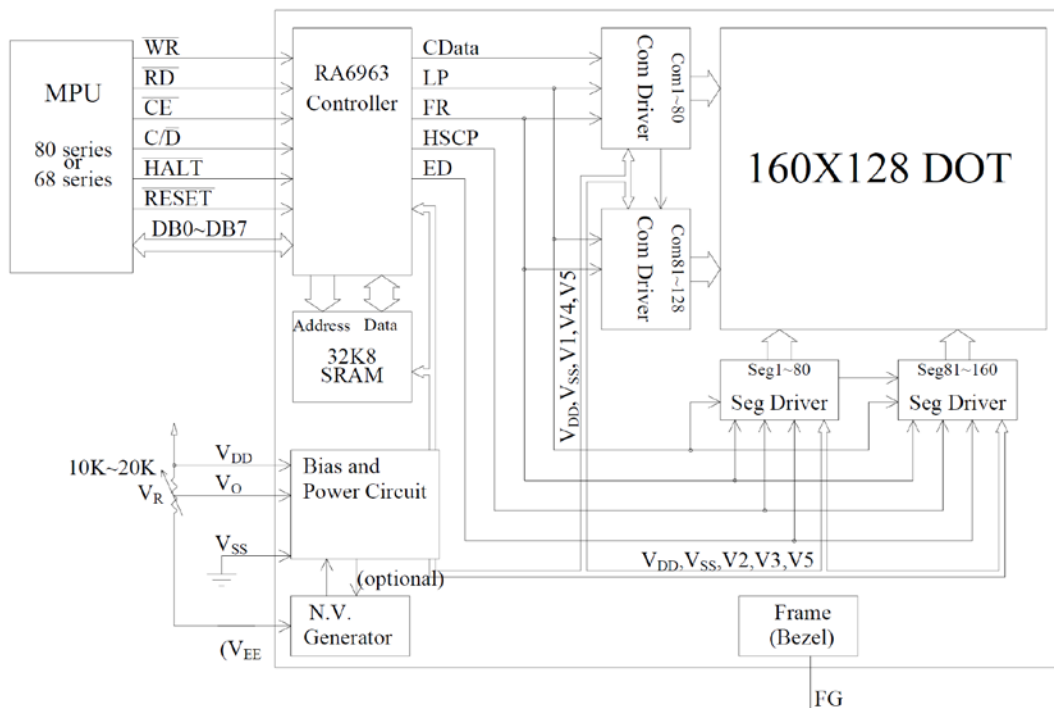 MPU
80 series
or
68 series
WR
RD
CE
C/D
HALT
RESET
DB0~DB7
RA6963
Controller
CData
LP
FR
HSCP
ED
Com Driver
Com1~80
Com Driver
Com81~128
160X128 DOT
Address
Data
32K8
SRAM
VDD,VSS,V1,V4,V5
Seg1~80
Seg Driver
Seg81~160
Seg Driver
10K~20K
VR
VDD
VO
VSS
Bias and
Power Circuit
(optional)
VDD,VSS,V2,V3,V5
N.V.
Generator
(VEE
Frame
(Bezel)
FG